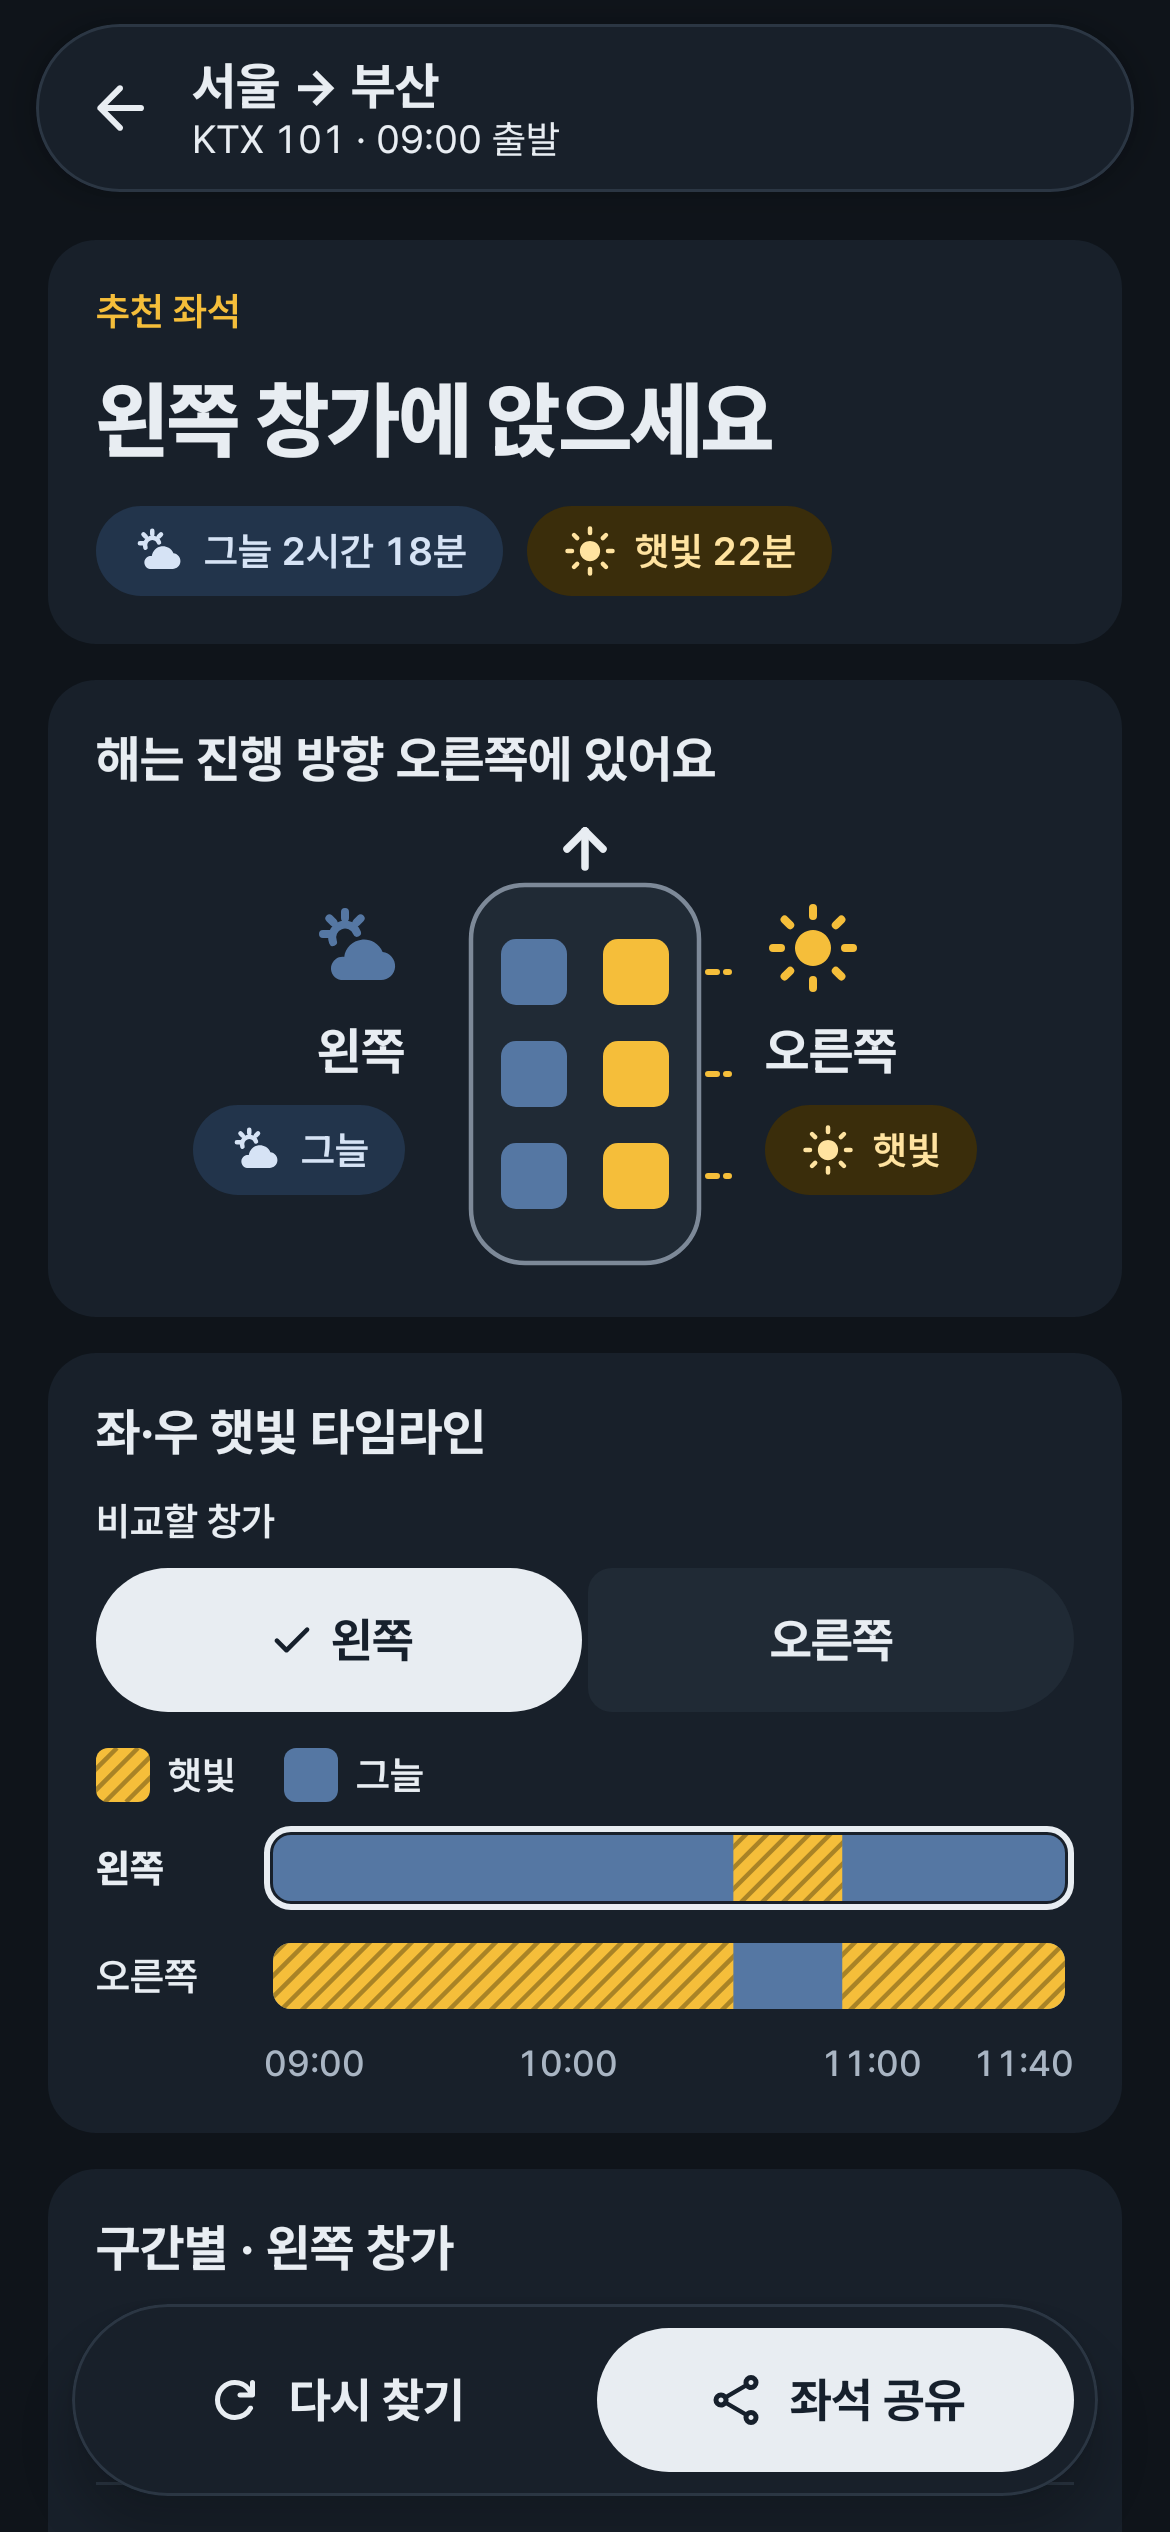 서울 → 부산
KTX 101 · 09:00 출발
추천 좌석
왼쪽 창가에 앉으세요
그늘 2시간 18분
햇빛 22분
해는 진행 방향 오른쪽에 있어요
왼쪽
오른쪽
그늘
햇빛
좌·우 햇빛 타임라인
비교할 창가
왼쪽
오른쪽
햇빛
그늘
왼쪽
오른쪽
09:00 10:00 11:00 11:40
구간별 · 왼쪽 창가
다시 찾기
좌석 공유